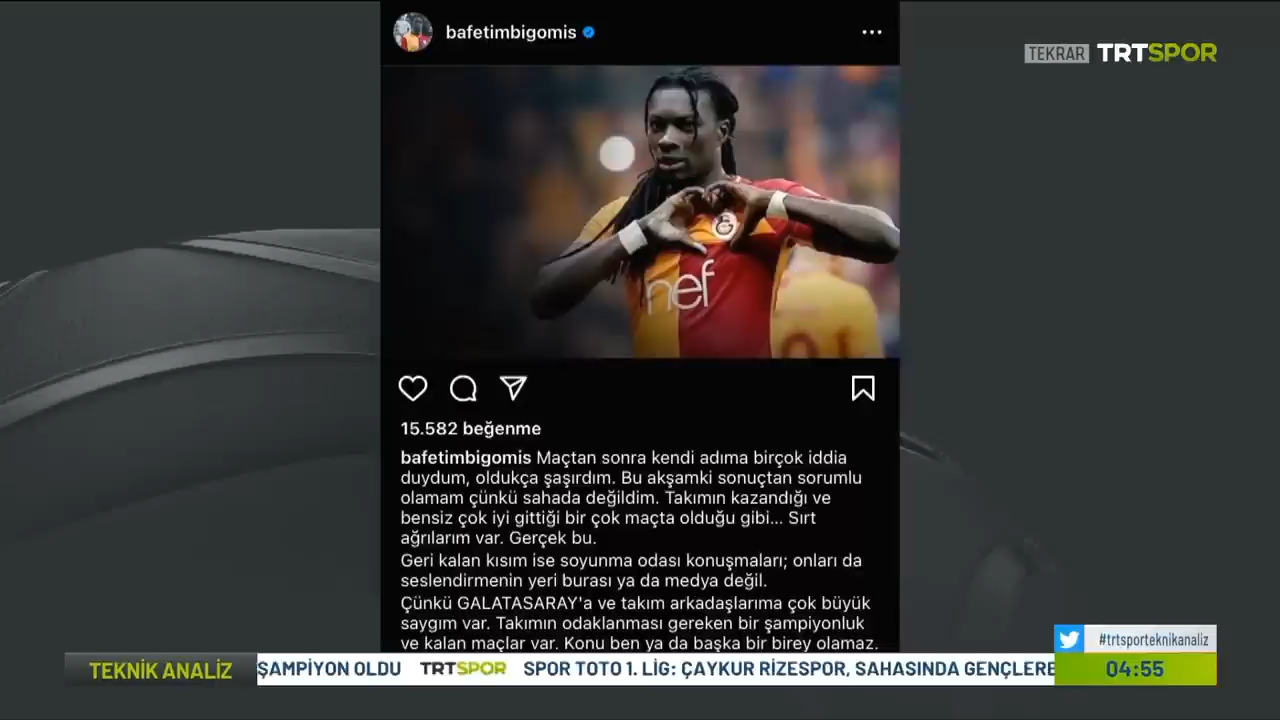 bafetimbigomis
TEKRAR TRTSPOR
nef
15.582 beğenme
bafetimbigomis Maçtan sonra kendi adıma birçok iddia
duydum, oldukça şaşırdım. Bu akşamki sonuçtan sorumlu
olamam çünkü sahada değildim. Takımın kazandığı ve
bensiz çok iyi gittiği bir çok maçta olduğu gibi... Sırt
ağrılarım var. Gerçek bu.
Geri kalan kısım ise soyunma odası konuşmaları; onları da
seslendirmenin yeri burası ya da medya değil.
Çünkü GALATASARAY'a ve takım arkadaşlarıma çok büyük
saygım var. Takımın odaklanması gereken bir şampiyonluk
ve kalan maçlar var. Konu ben ya da başka bir birey olamaz.
#trtsporteknikanaliz
TEKNİK ANALİZ ŞAMPİYON OLDU TRTSPOR SPOR TOTO 1. LİG: ÇAYKUR RİZESPOR, SAHASINDA GENÇLERE 04:55